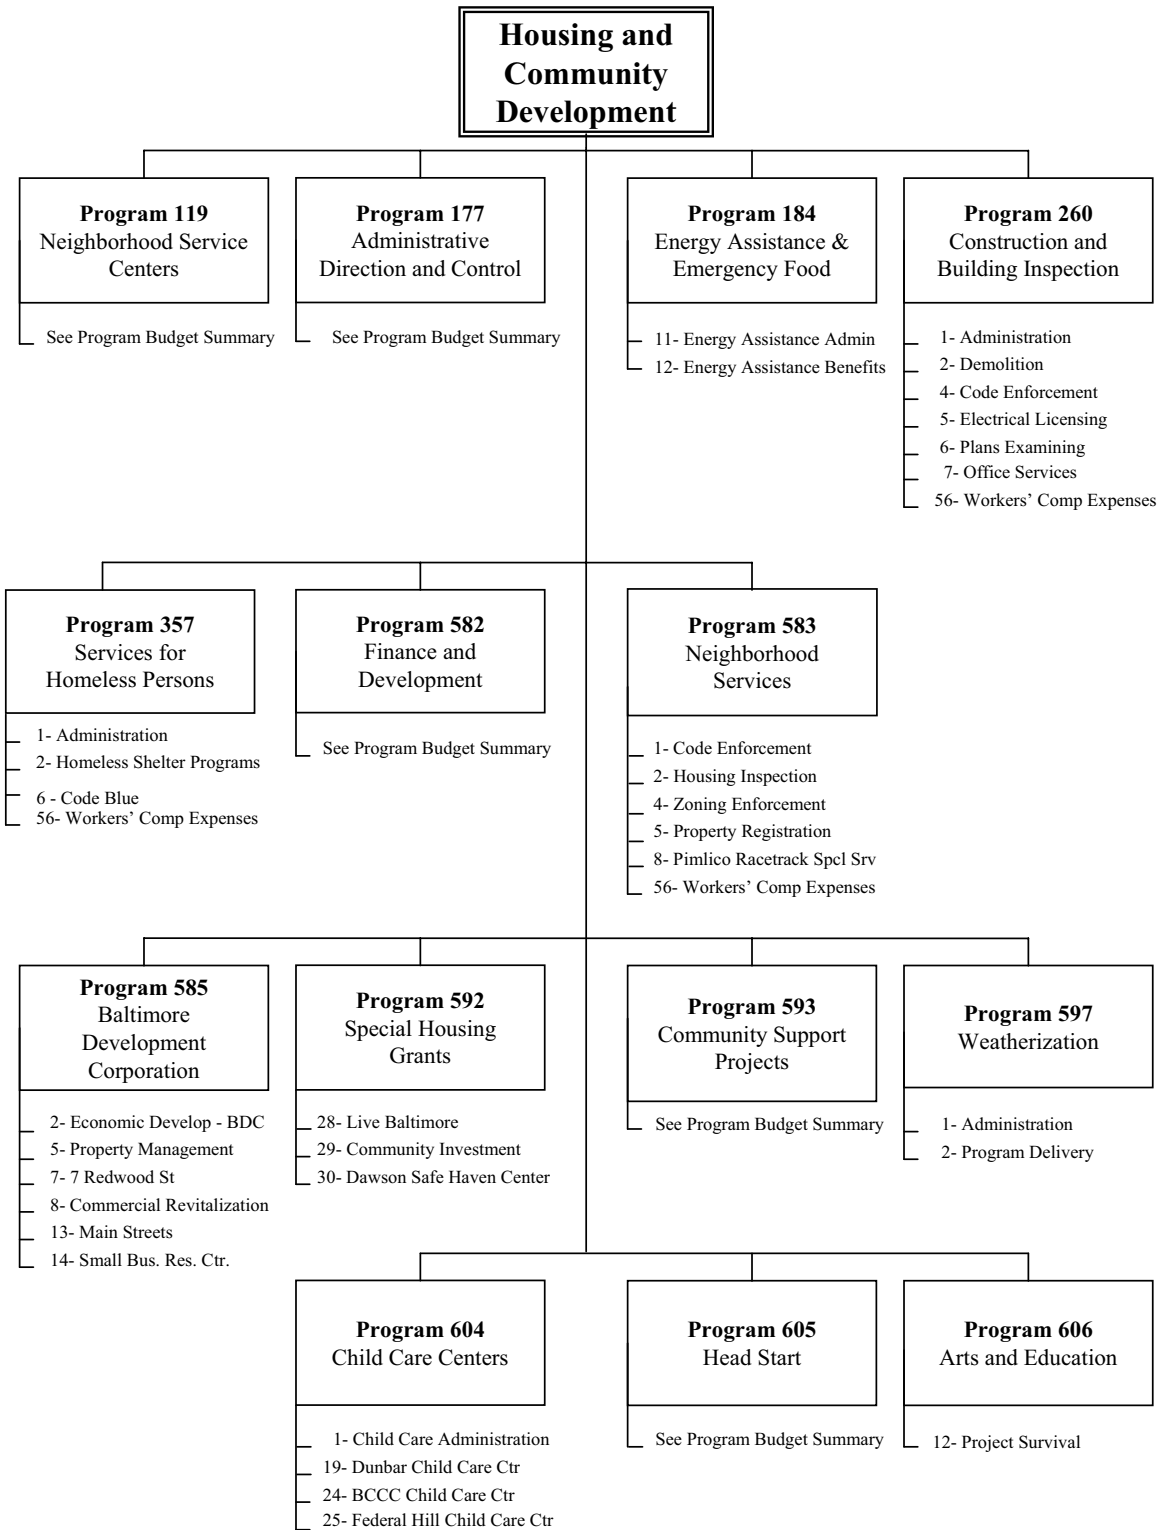 Housing and
Community
Development
Program 119
Neighborhood Service
Centers
See Program Budget Summary
Program 177
Administrative
Direction and Control
See Program Budget Summary
Program 184
Energy Assistance &
Emergency Food
11- Energy Assistance Admin
12- Energy Assistance Benefits
Program 260
Construction and
Building Inspection
1- Administration
2- Demolition
4- Code Enforcement
5- Electrical Licensing
6- Plans Examining
7- Office Services
56- Workers’ Comp Expenses
Program 357
Services for
Homeless Persons
1- Administration
2- Homeless Shelter Programs
6 - Code Blue
56- Workers’ Comp Expenses
Program 582
Finance and
Development
See Program Budget Summary
Program 583
Neighborhood
Services
1- Code Enforcement
2- Housing Inspection
4- Zoning Enforcement
5- Property Registration
8- Pimlico Racetrack Spcl Srv
56- Workers’ Comp Expenses
Program 585
Baltimore
Development
Corporation
2- Economic Develop - BDC
5- Property Management
7- 7 Redwood St
8- Commercial Revitalization
13- Main Streets
14- Small Bus. Res. Ctr.
Program 592
Special Housing
Grants
28- Live Baltimore
29- Community Investment
30- Dawson Safe Haven Center
Program 593
Community Support
Projects
See Program Budget Summary
Program 597
Weatherization
1- Administration
2- Program Delivery
Program 604
Child Care Centers
1- Child Care Administration
19- Dunbar Child Care Ctr
24- BCCC Child Care Ctr
25- Federal Hill Child Care Ctr
Program 605
Head Start
See Program Budget Summary
Program 606
Arts and Education
12- Project Survival